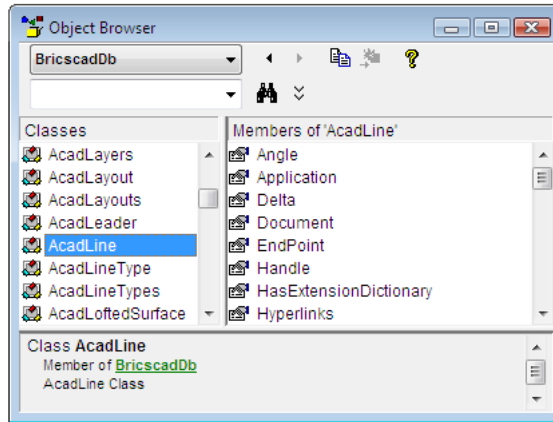 Object Browser
BricscadDb
Classes
AcadLayers
AcadLayout
AcadLayouts
AcadLeader
AcadLine
AcadLineType
AcadLineTypes
AcadLoftedSurface
Members of 'AcadLine'
Angle
Application
Delta
Document
EndPoint
Handle
HasExtensionDictionary
Hyperlinks
Class AcadLine
Member of BricscadDb
AcadLine Class